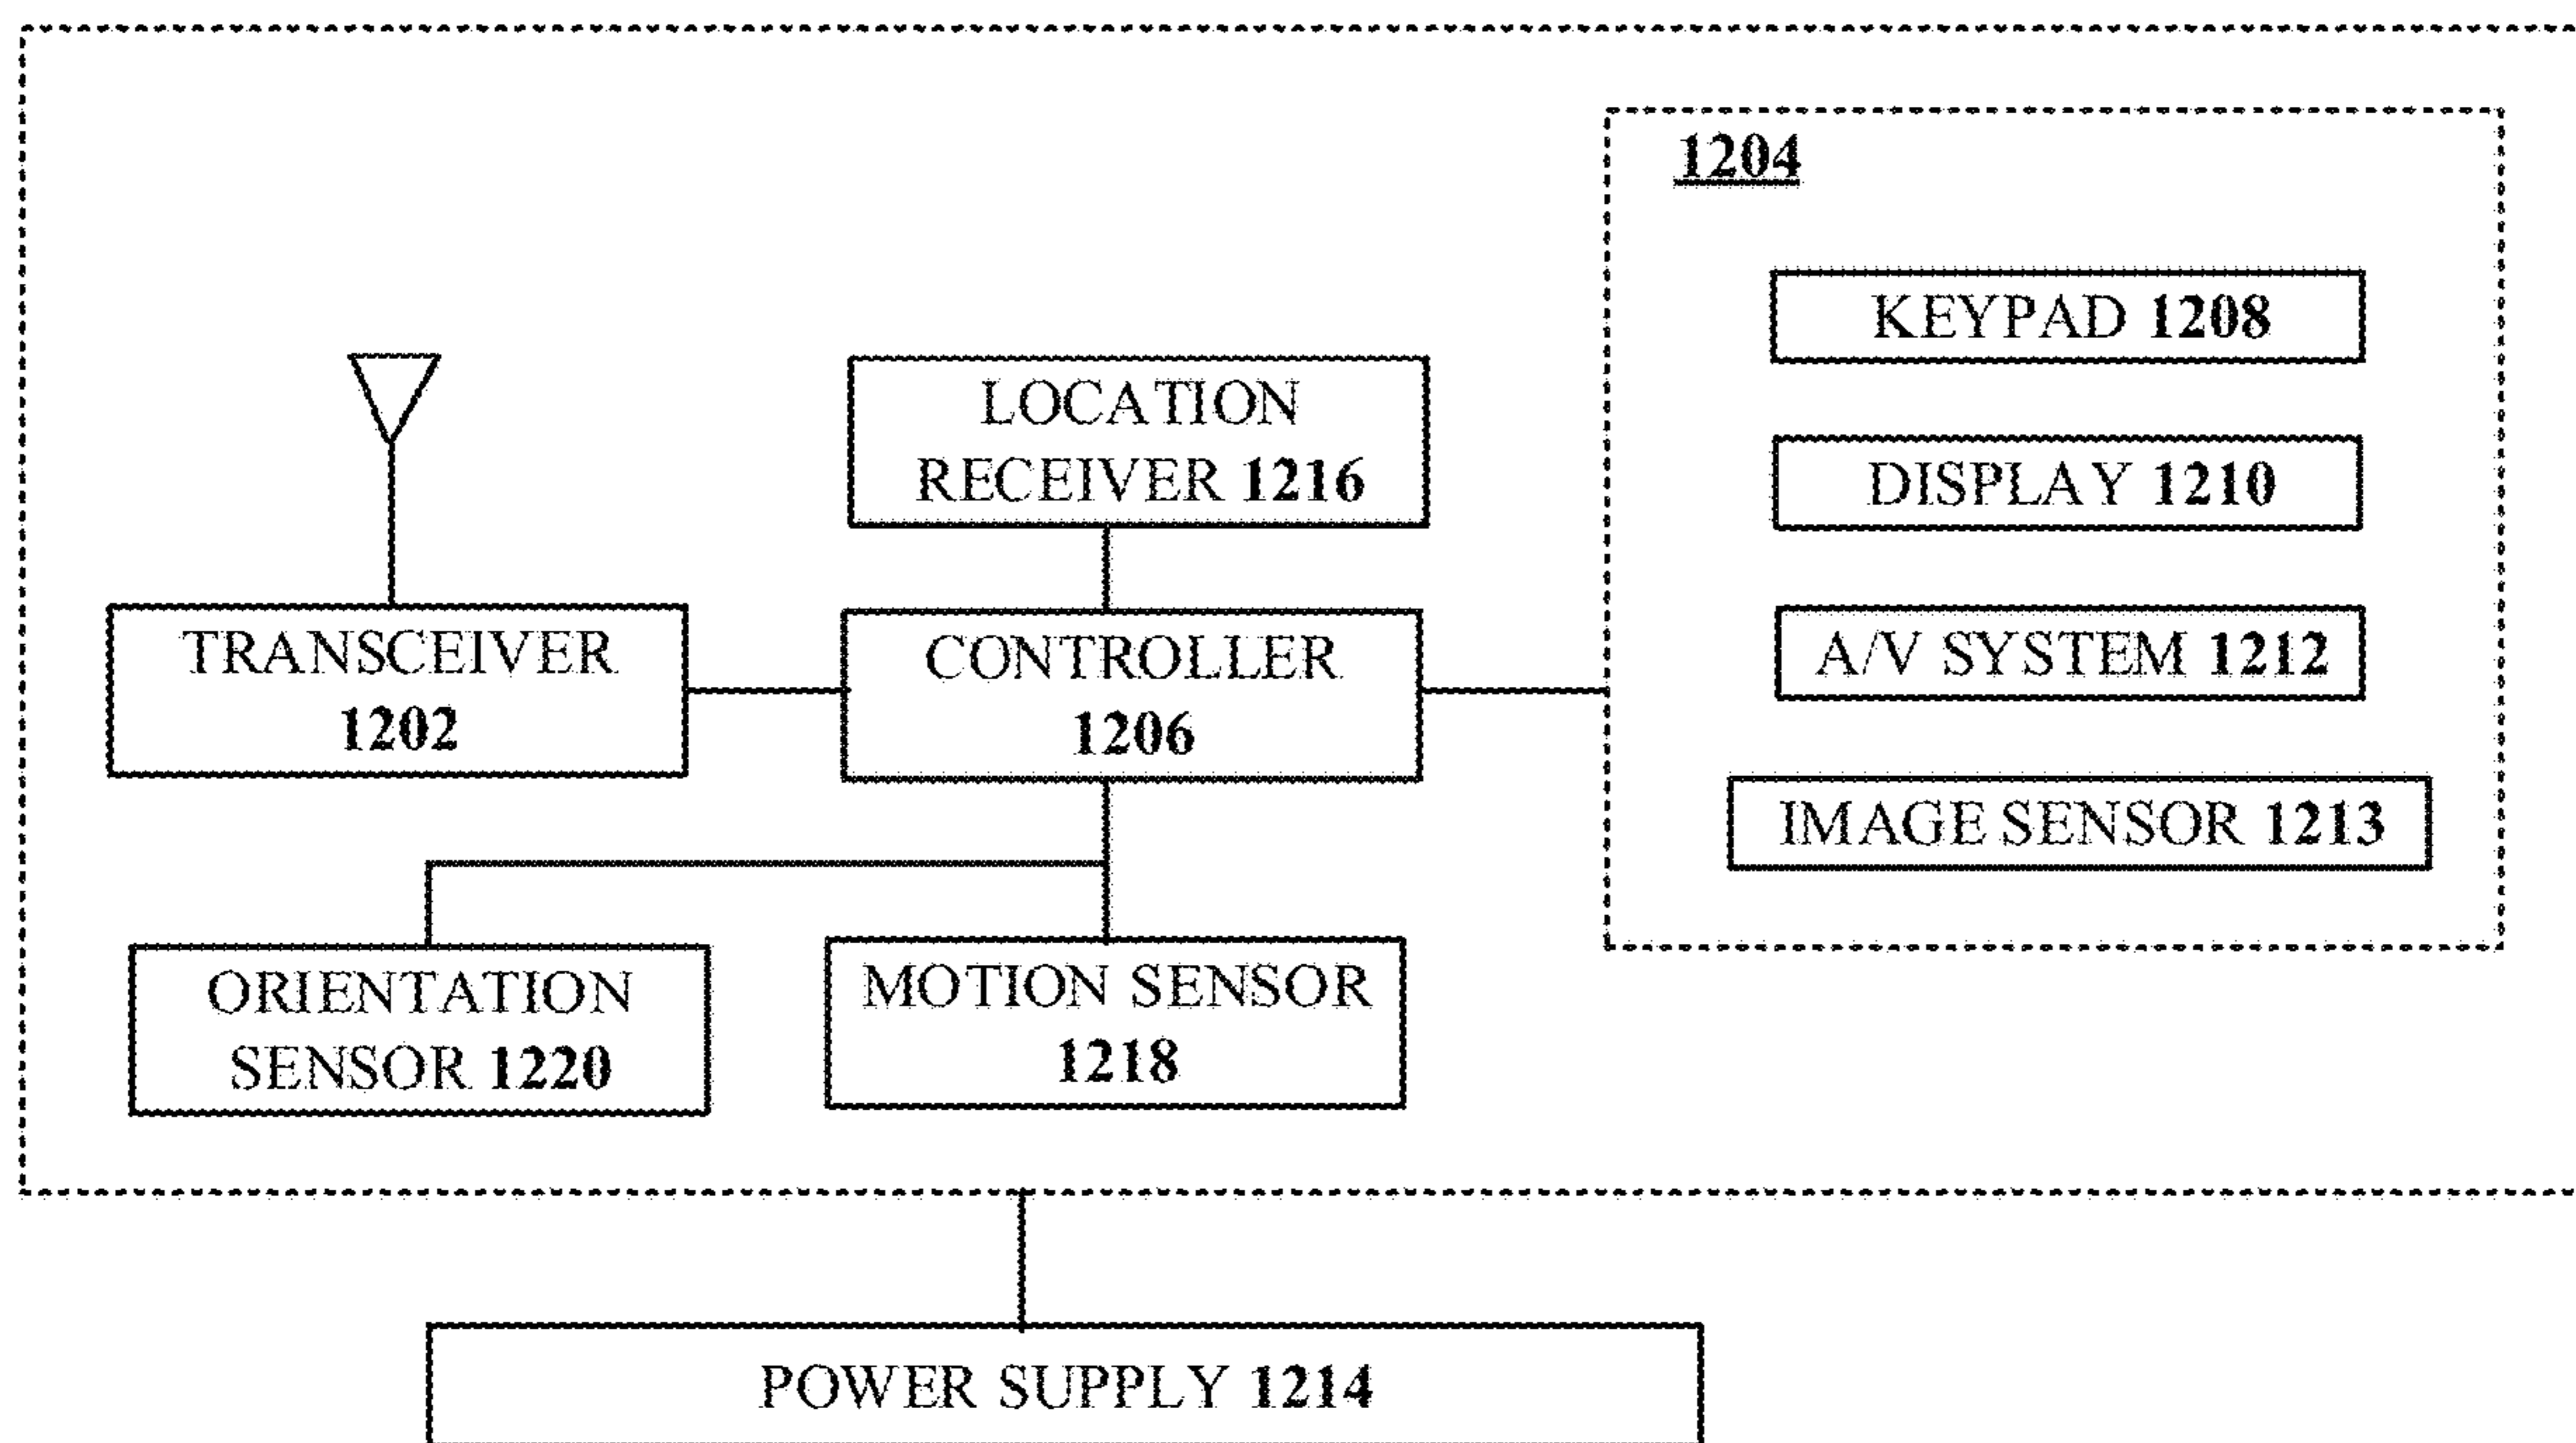 1204
KEYPAD 1208
LOCATION
RECEIVER 1216
DISPLAY 1210
TRANSCEIVER
1202
CONTROLLER
1206
A/V SYSTEM 1212
IMAGE SENSOR 1213
ORIENTATION
SENSOR 1220
MOTION SENSOR
1218
POWER SUPPLY 1214